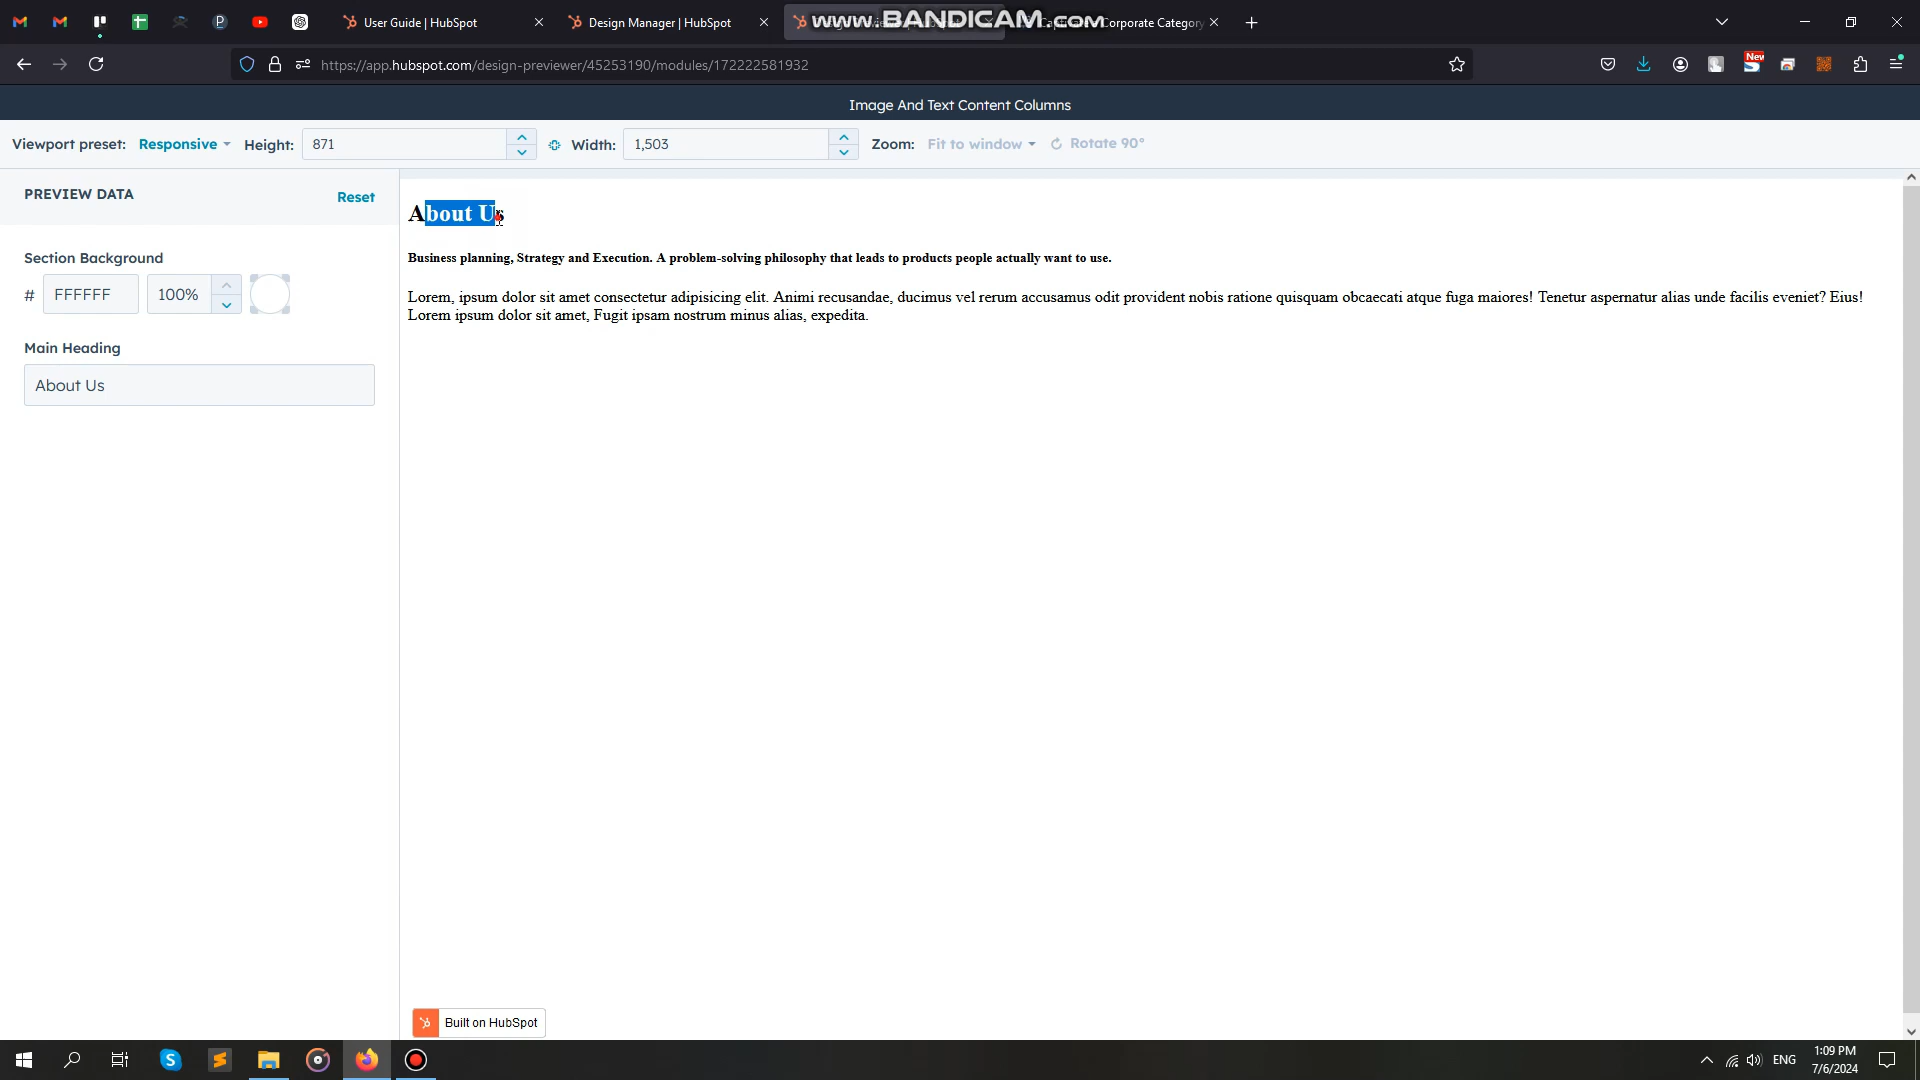 User Guide | HubSpot
Design Manager | HubSpot
www.BANDICAM.com
Corporate Category
https://app.hubspot.com/design-previewer/45253190/modules/172222581932
New
Image And Text Content Columns
Viewport preset: Responsive Height: 871 Width: 1,503 Zoom: Fit to window Rotate 90°
PREVIEW DATA
Reset
Section Background
# FFFFFF 100%
Main Heading
About Us
About Us
Business planning, Strategy and Execution. A problem-solving philosophy that leads to products people actually want to use.
Lorem, ipsum dolor sit amet consectetur adipisicing elit. Animi recusandae, ducimus vel rerum accusamus odit provident nobis ratione quisquam obcaecati atque fuga maiores! Tenetur aspernatur alias unde facilis eveniet? Eius!
Lorem ipsum dolor sit amet, Fugit ipsam nostrum minus alias, expedita.
Built on HubSpot
ENG
1:09 PM
7/6/2024